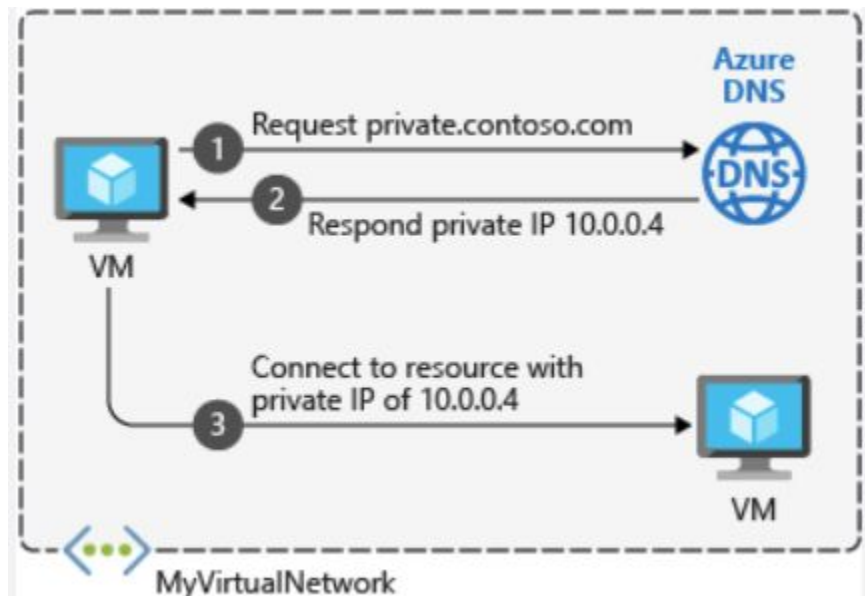 Azure
DNS
1
Request private.contoso.com
DNS
2
Respond private IP 10.0.0.4
VM
Connect to resource with
private IP of 10.0.0.4
3
VM
MyVirtualNetwork